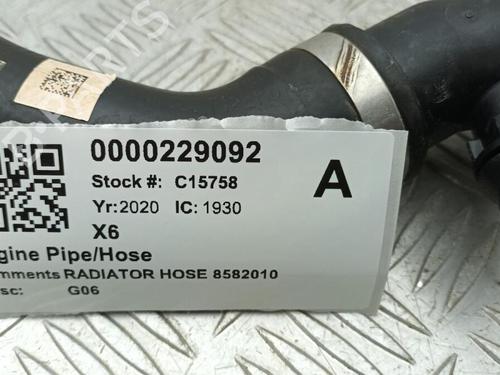 0000229092
Stock #: C15758
A
Yr:2020 IC: 1930
X6
gine Pipe/Hose
mments RADIATOR HOSE 8582010
sc: G06